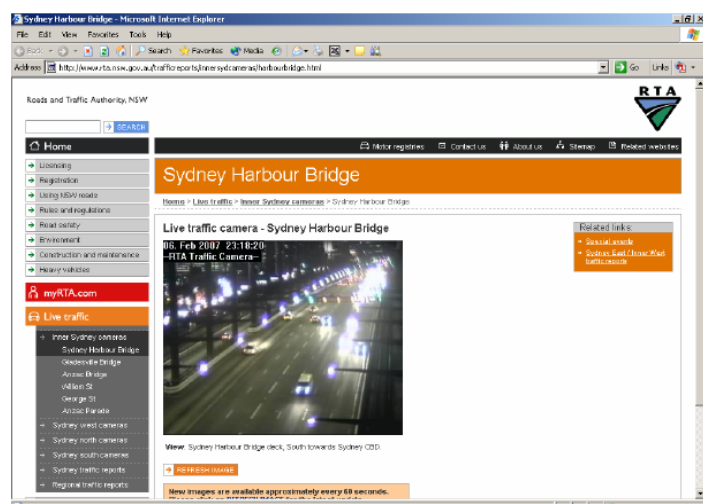 Sydney Harbour Bridge - Microsoft Internet Explorer
File Edit View Favorites Tools Help
Back Search Favorites Media
Address http://www.rta.nsw.gov.au/trafficreports/innersydcameras/harbourbridge.html Go Links
Roads and Traffic Authority, NSW
RTA
SEARCH
Home
Motor registries Contact us About us Sitemap Related websites
Licensing
Registration
Using NSW roads
Rules and regulations
Road safety
Environment
Construction and maintenance
Heavy vehicles
myRTA.com
Live traffic
Inner Sydney cameras
Sydney Harbour Bridge
Gladesville Bridge
Anzac Bridge
William St
George St
Anzac Parade
Sydney west cameras
Sydney north cameras
Sydney south cameras
Sydney traffic reports
Regional traffic reports
Sydney Harbour Bridge
Home > Live traffic > Inner Sydney cameras > Sydney Harbour Bridge
Live traffic camera - Sydney Harbour Bridge
06. Feb 2007 23:18:20
-RTA Traffic Camera-
View: Sydney Harbour Bridge deck, South towards Sydney CBD.
REFRESH IMAGE
New images are available approximately every 60 seconds.
Related links:
Special events
Sydney East / Inner West
traffic reports